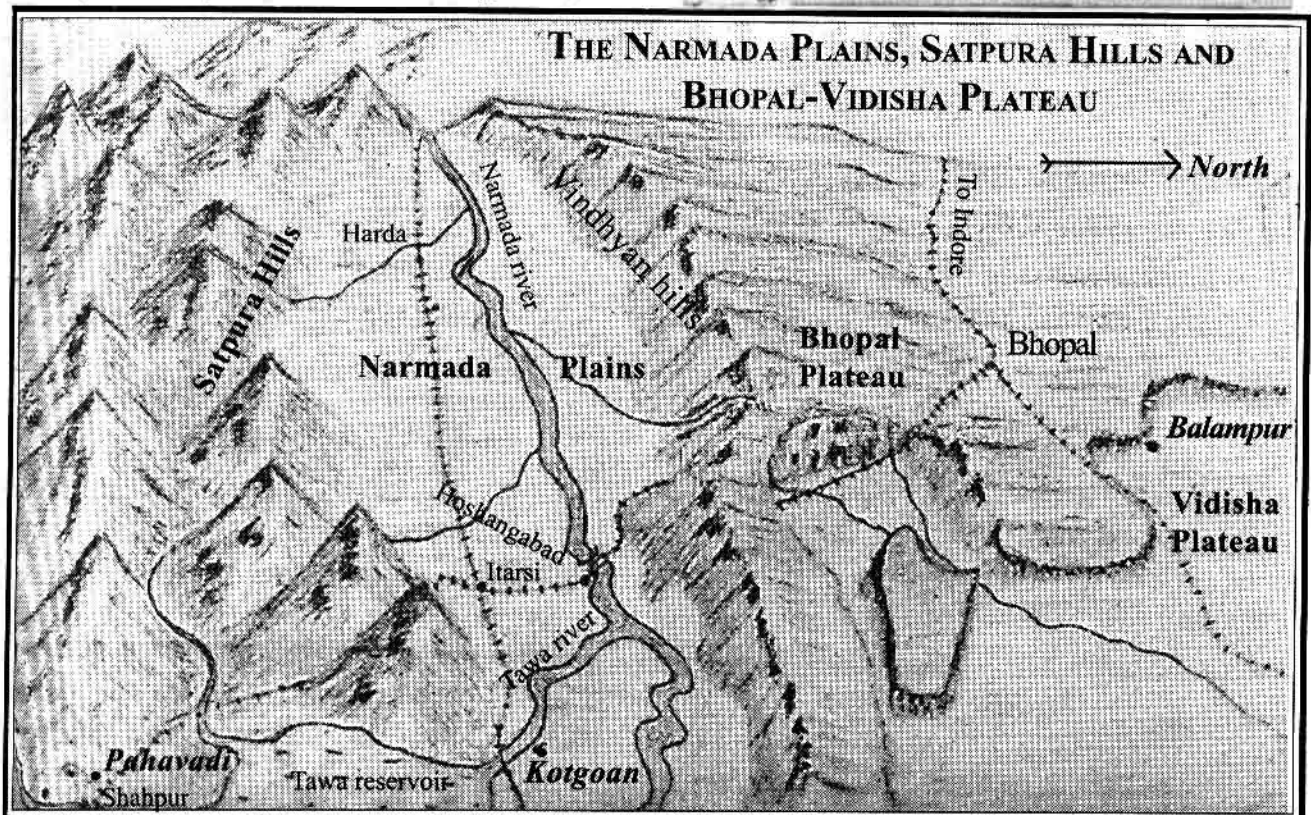 THE NARMADA PLAINS, SATPURA HILLS AND
BHOPAL-VIDISHA PLATEAU
North
To Indore
Narmada river
Vindhyan hills
Harda
Satpura Hills
Bhopal
Plateau
Bhopal
Narmada
Plains
Balampur
Hoshangabad
Vidisha
Plateau
Itarsi
Tawa river
Pahavadi
Shahpur
Tawa reservoir
Kotgoan